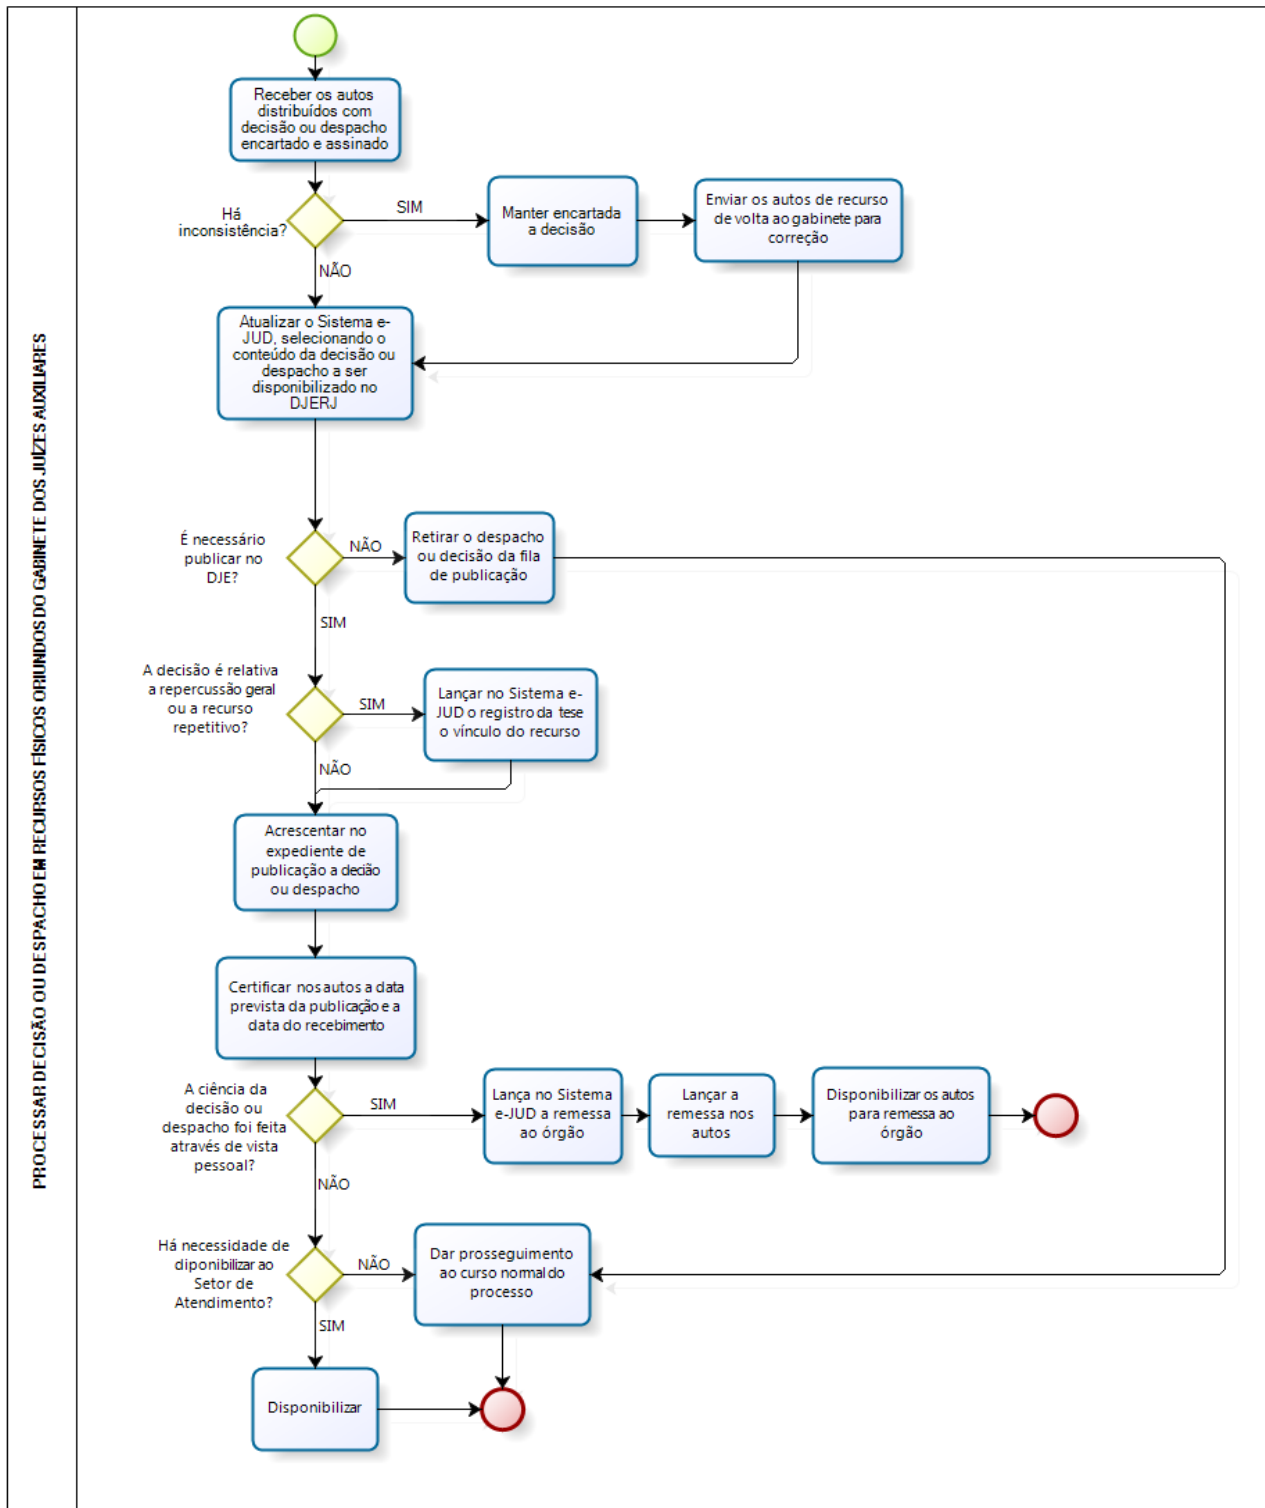 PROCESSAR DECISÃO OU DESPACHO EM RECURSOS FÍSICOS ORIUNDOS DO GABINETE DOS JUÍZES AUXILIARES
Receber os autos
distribuídos com
decisão ou despacho
encartado e assinado
Há
inconsistência?
SIM
Manter encartada
a decisão
Enviar os autos de recurso
de volta ao gabinete para
correção
NÃO
Atualizar o Sistema e-
JUD, selecionando o
conteúdo da decisão ou
despacho a ser
disponibilizado no
DJERJ
É necessário
publicar no
DJE?
NÃO
Retirar o despacho
ou decisão da fila
de publicação
SIM
A decisão é relativa
a repercussão geral
ou a recurso
repetitivo?
SIM
Lançar no Sistema e-
JUD o registro da tese
o vínculo do recurso
NÃO
Acrescentar no
expediente de
publicação a decião
ou despacho
Certificar nos autos a data
prevista da publicação e a
data do recebimento
A ciência da
decisão ou
despacho foi feita
através de vista
pessoal?
SIM
Lança no Sistema
e-JUD a remessa
ao órgão
Lançar a
remessa nos
autos
Disponibilizar os autos
para remessa ao
órgão
NÃO
Há necessidade de
diponibilizar ao
Setor de
Atendimento?
NÃO
Dar prosseguimento
ao curso normal do
processo
SIM
Disponibilizar